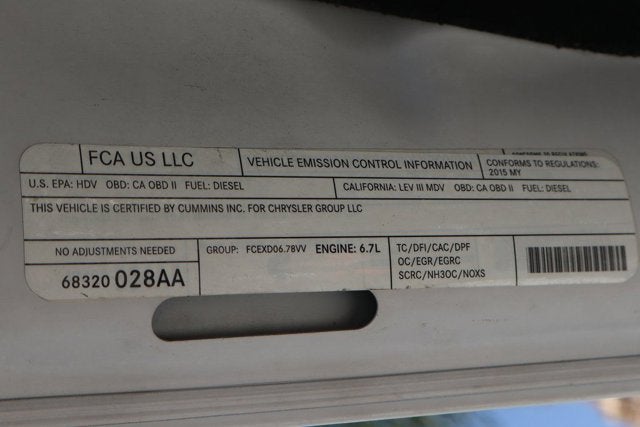 FCA US LLC
VEHICLE EMISSION CONTROL INFORMATION
CONFORMS TO REGULATIONS:
2015 MY
U.S. EPA: HDV OBD: CA OBD II FUEL: DIESEL
CALIFORNIA: LEV III MDV OBD: CA OBD II FUEL: DIESEL
THIS VEHICLE IS CERTIFIED BY CUMMINS INC. FOR CHRYSLER GROUP LLC
NO ADJUSTMENTS NEEDED
68320 028AA
GROUP: FCEXD06.78VV ENGINE: 6.7L
TC/DFI/CAC/DPF
OC/EGR/EGRC
SCRC/NH3OC/NOXS